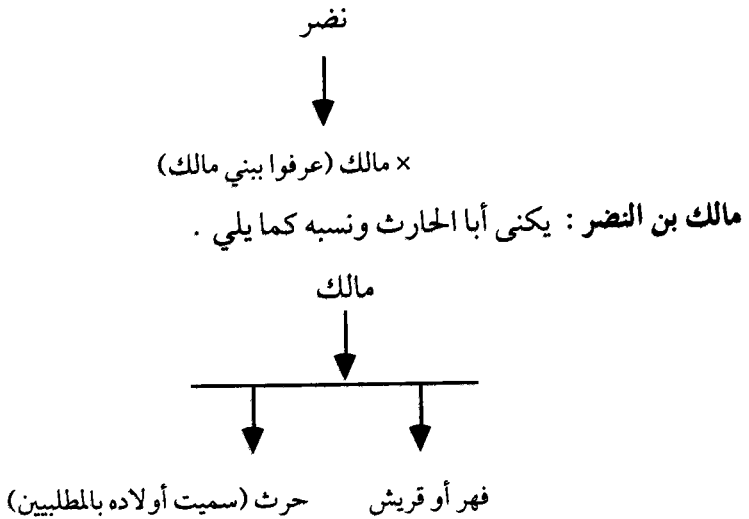 نضر
× مالك (عرفوا ببني مالك)
مالك بن النضر : يكنى أبا الحارث ونسبه كما يلي .
مالك
فهر أو قريش
حرث (سميت أولاده بالمطلبيين)